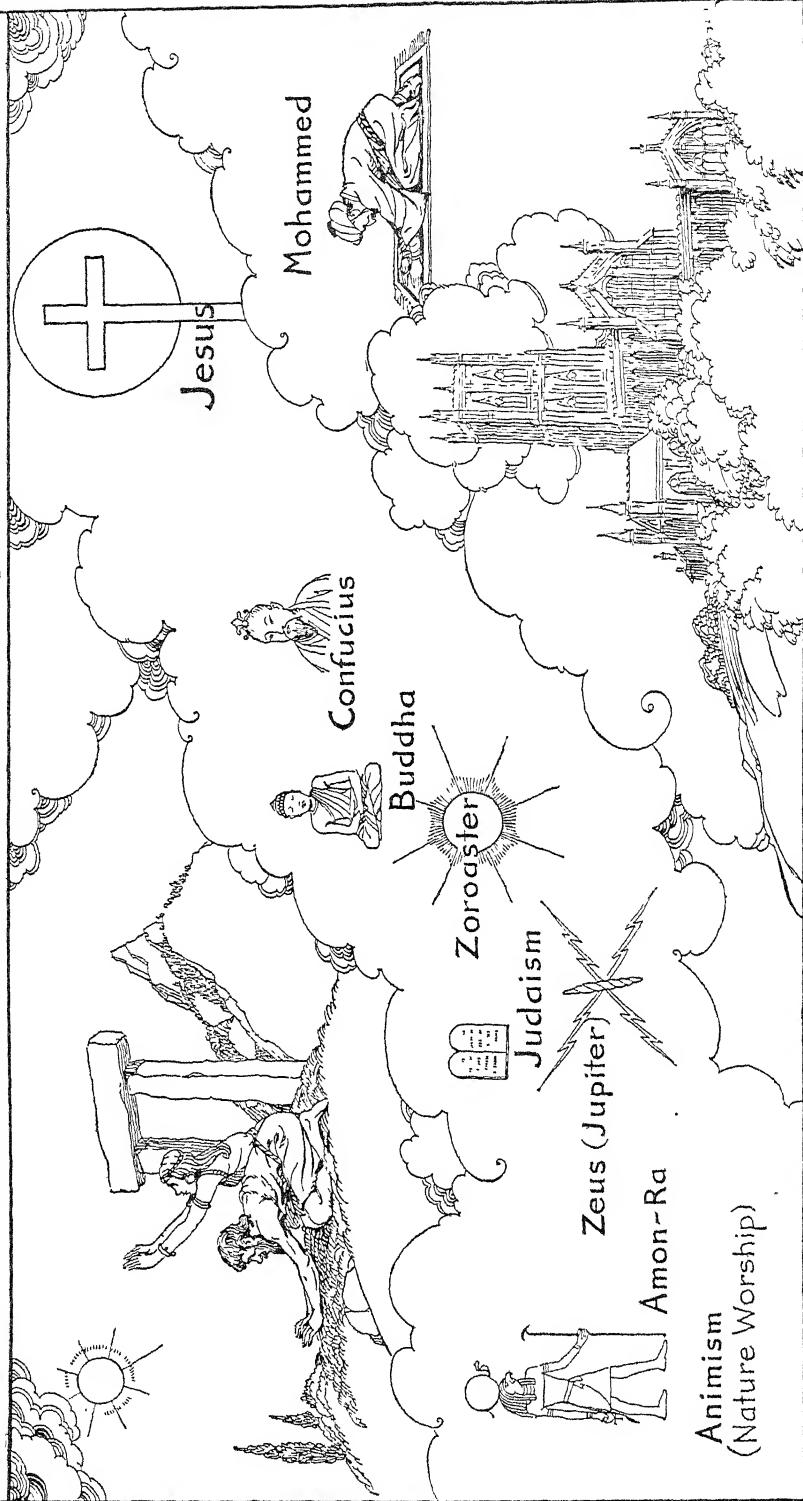 Animism
(Nature Worship)
Amon-Ra
Zeus (Jupiter)
Judaism
Zoroaster
Buddha
Confucius
Jesus
Mohammed